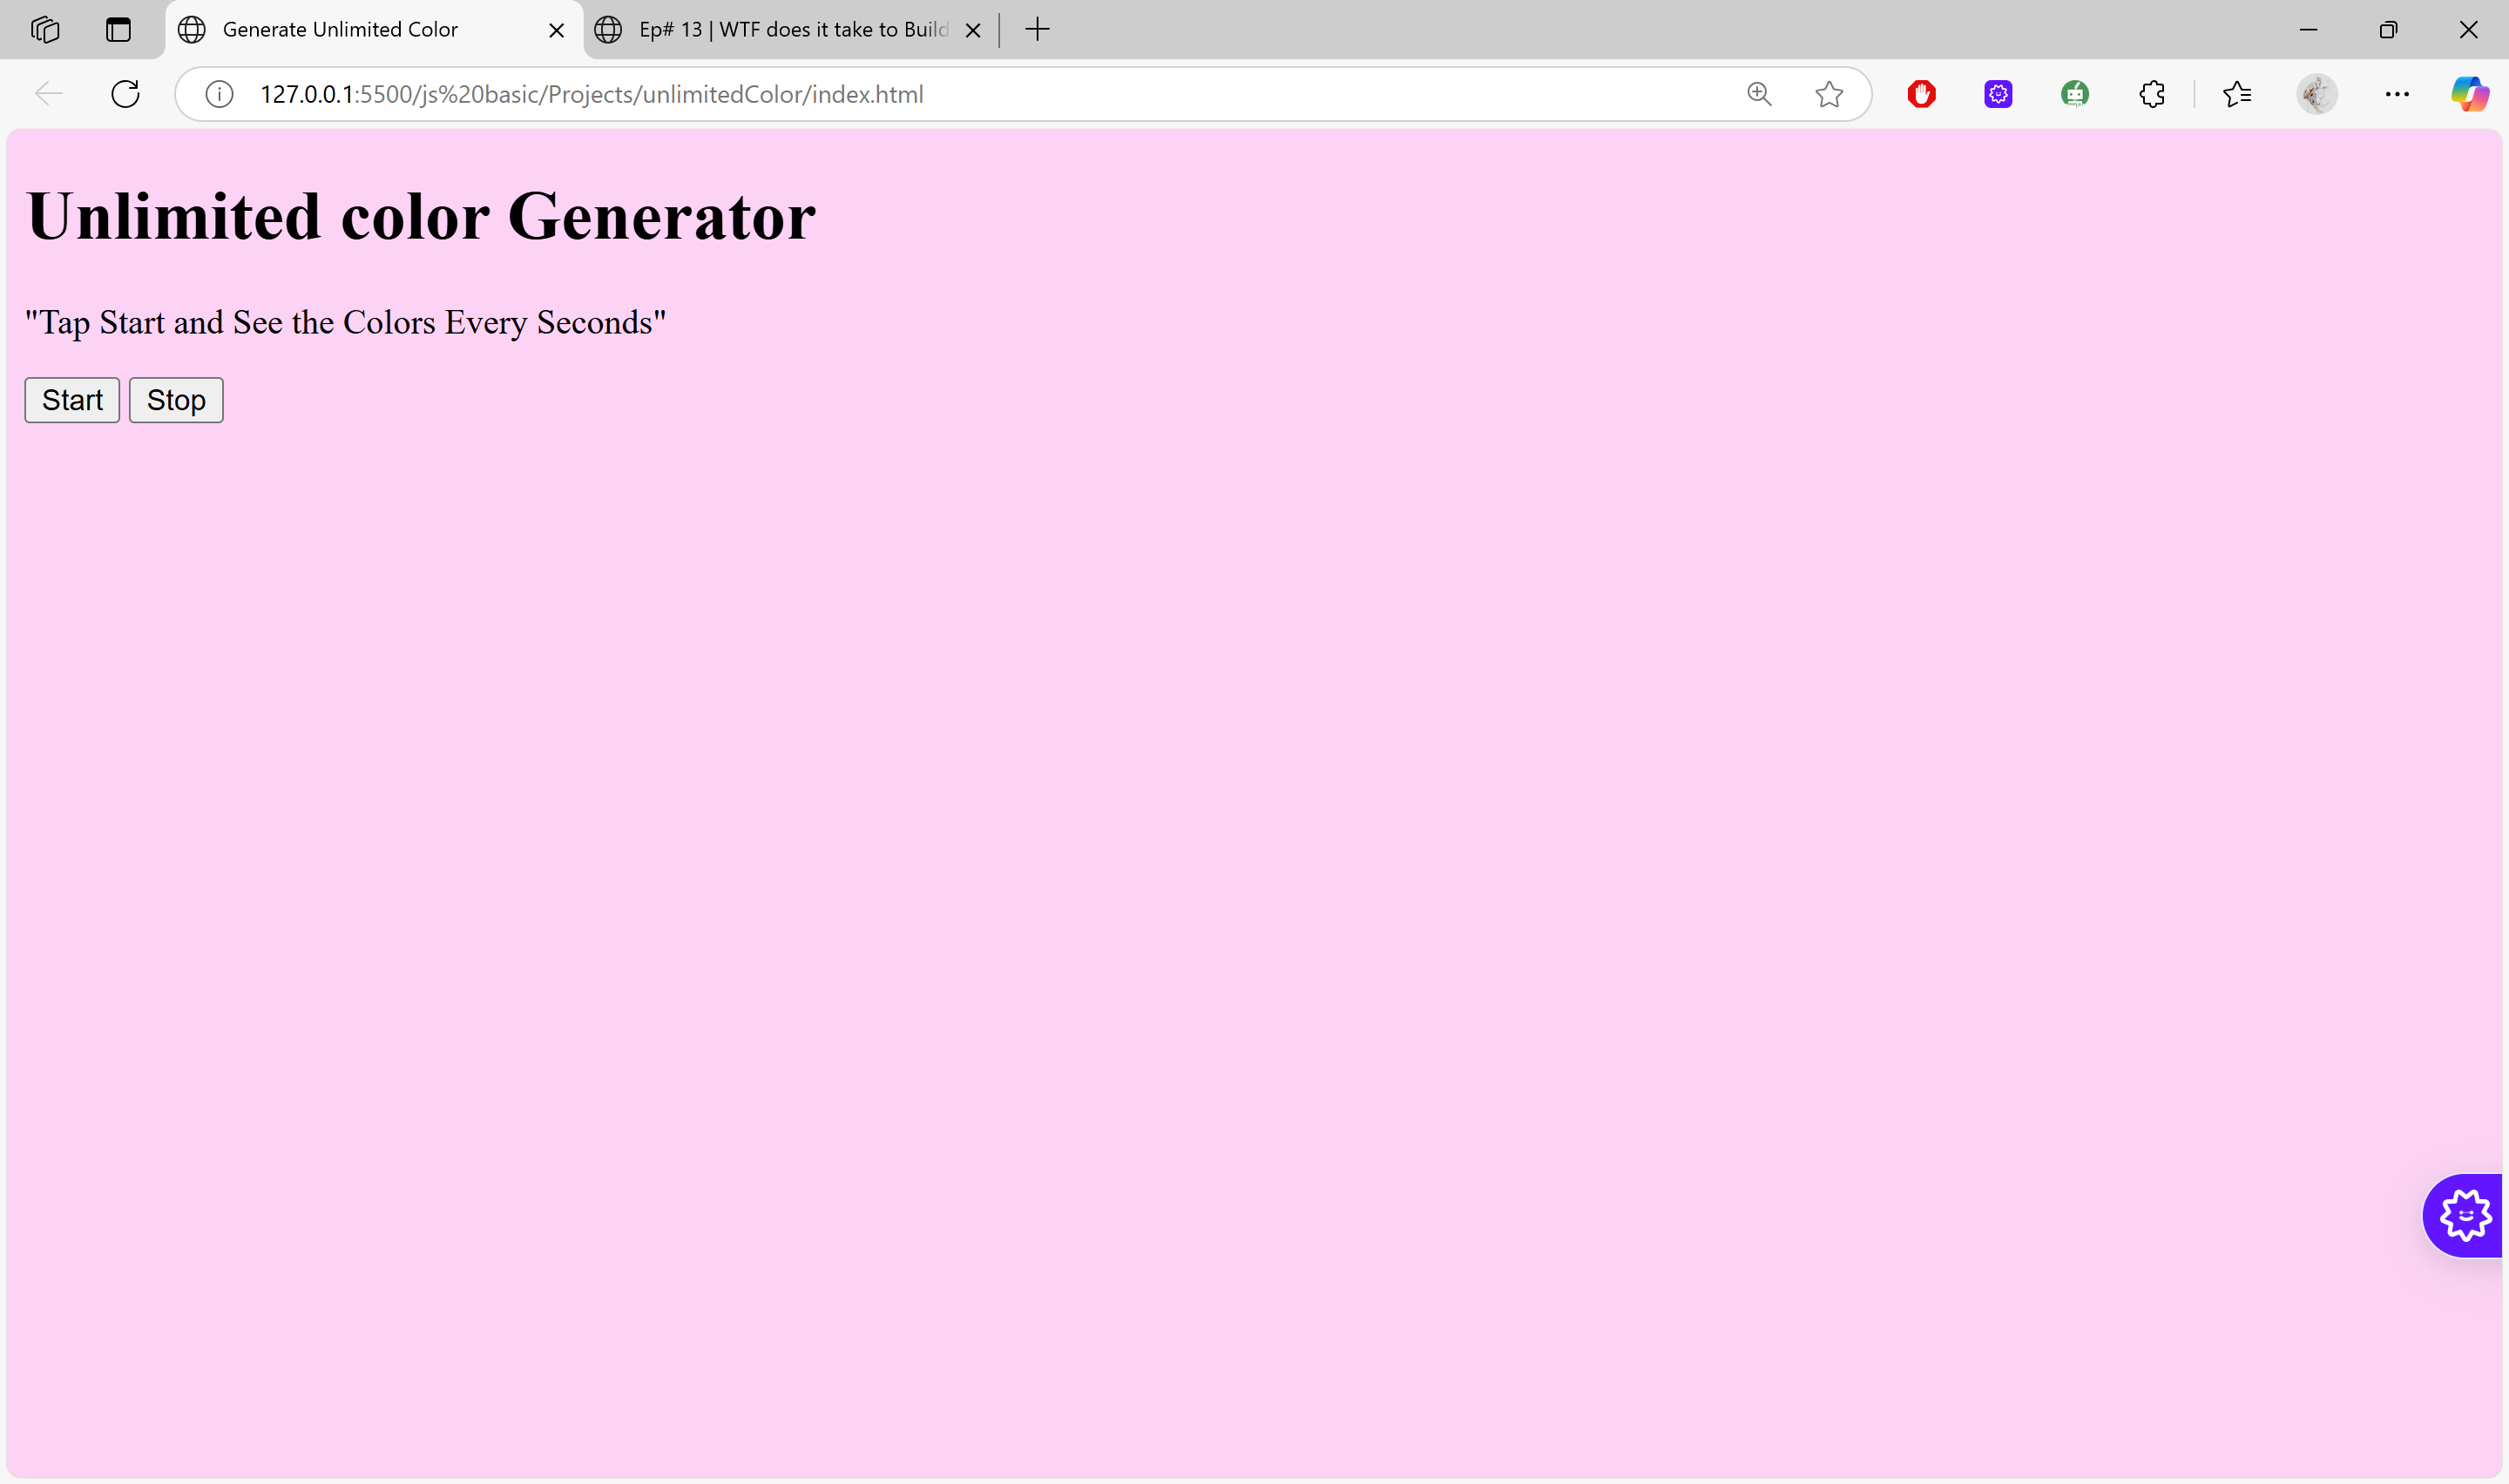 Generate Unlimited Color
Ep# 13 | WTF does it take to Build
127.0.0.1:5500/js%20basic/Projects/unlimitedColor/index.html
Unlimited color Generator
"Tap Start and See the Colors Every Seconds"
Start Stop